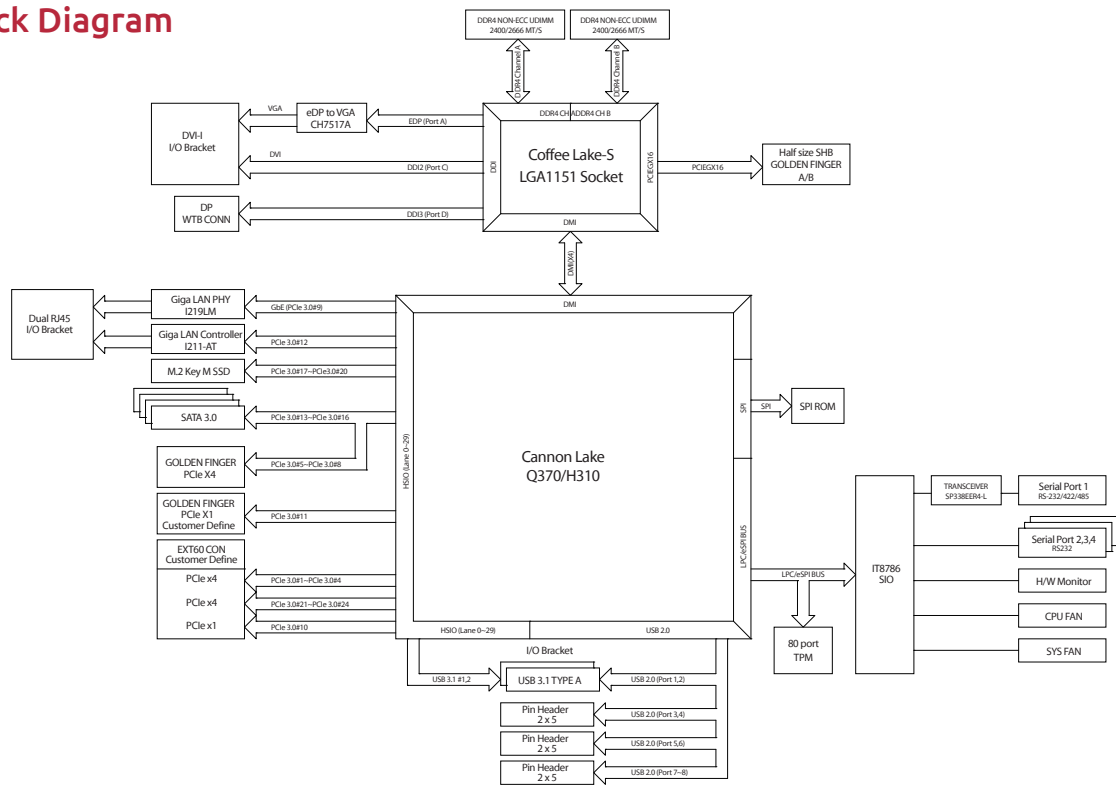 ck Diagram
DDR4 NON-ECC UDIMM
2400/2666 MT/S
DDR4 NON-ECC UDIMM
2400/2666 MT/S
DDR4 Channel A
DDR4 Channel B
DVI-I
I/O Bracket
VGA
eDP to VGA
CH7517A
EDP (Port A)
DVI
DDI2 (Port C)
DP
WTB CONN
DDI3 (Port D)
DDR4 CH A
DDR4 CH B
DDI
Coffee Lake-S
LGA1151 Socket
PCIEGX16
DMI
PCIEGX16
Half size SHB
GOLDEN FINGER
A/B
DMI(X4)
Dual RJ45
I/O Bracket
Giga LAN PHY
I219LM
GbE (PCIe 3.0#9)
Giga LAN Controller
I211-AT
PCIe 3.0#12
M.2 Key M SSD
PCIe 3.0#17~PCIe3.0#20
SATA 3.0
PCIe 3.0#13~PCIe 3.0#16
GOLDEN FINGER
PCIe X4
PCIe 3.0#5~PCIe 3.0#8
GOLDEN FINGER
PCIe X1
Customer Define
PCIe 3.0#11
EXT60 CON
Customer Define
PCIe x4
PCIe 3.0#1~PCIe 3.0#4
PCIe x4
PCIe 3.0#21~PCIe 3.0#24
PCIe x1
PCIe 3.0#10
DMI
HSIO (Lane 0~29)
Cannon Lake
Q370/H310
SPI
LPC/eSPI BUS
HSIO (Lane 0~29)
USB 2.0
SPI
SPI ROM
LPC/eSPI BUS
80 port
TPM
IT8786
SIO
TRANSCEIVER
SP338EER4-L
Serial Port 1
RS-232/422/485
Serial Port 2,3,4
RS232
H/W Monitor
CPU FAN
SYS FAN
I/O Bracket
USB 3.1 #1,2
USB 3.1 TYPE A
USB 2.0 (Port 1,2)
Pin Header
2 x 5
USB 2.0 (Port 3,4)
Pin Header
2 x 5
USB 2.0 (Port 5,6)
Pin Header
2 x 5
USB 2.0 (Port 7~8)